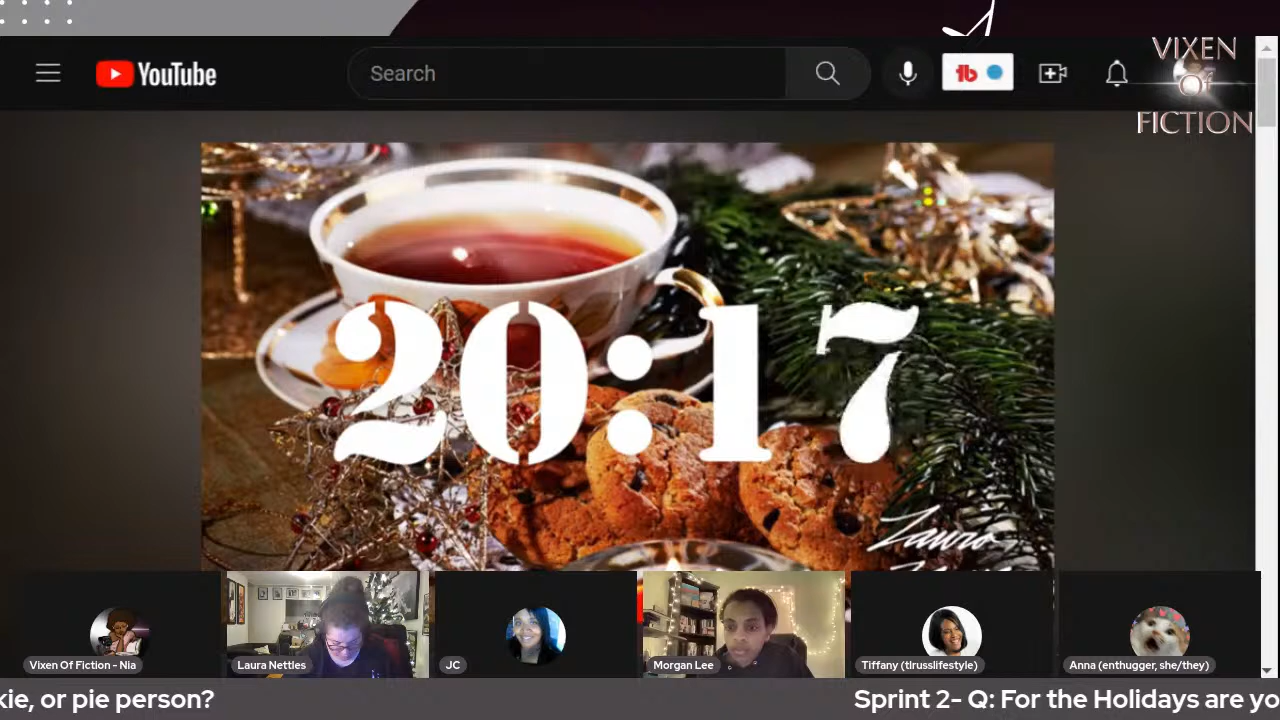 VIXEN
Of
FICTION
YouTube
Search
20:17
Vixen Of Fiction - Nia
Laura Nettles
JC
Morgan Lee
Tiffany (tlrusslifestyle)
Anna (enthugger, she/they)
kie, or pie person?
Sprint 2- Q: For the Holidays are yo